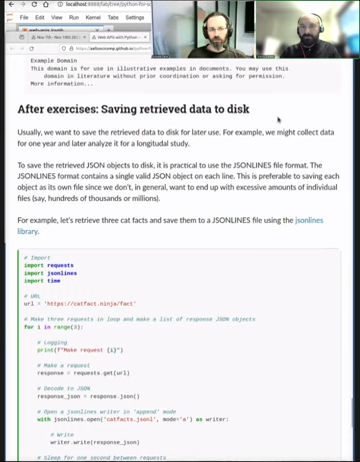 localhost:8889/lab/tree/python-for-s
Kernel Tabs Settings
Example Domain
This domain is for use in illustrative examples in documents. You may use this
domain in literature without prior coordination or asking for permission.
More information...
After exercises: Saving retrieved data to disk
Usually, we want to save the retrieved data to disk for later use. For example, we might collect data
for one year and later analyze it for a longitudal study.
To save the retrieved JSON objects to disk, it is practical to use the JSONLINES file format. The
JSONLINES format contains a single valid JSON object on each line. This is preferable to saving each
object as its own file since we don't, in general, want to end up with excessive amounts of individual
files (say, hundreds of thousands or millions).
For example, let's retrieve three cat facts and save them to a JSONLINES file using the jsonlines
library.
# Import
import requests
import jsonlines
import time
# URL
url = 'https://catfact.ninja/fact'
# Make three requests in loop and make a list of response JSON objects
for i in range(3):
# Logging
print(f"Make request {i}")
# Make a request
response = requests.get(url)
# Decode to JSON
response_json = response.json()
# Open a jsonlines writer in 'append' mode
with jsonlines.open('catfacts.jsonl', mode='a') as writer:
# Write
writer.write(response_json)
# Sleep for one second between requests